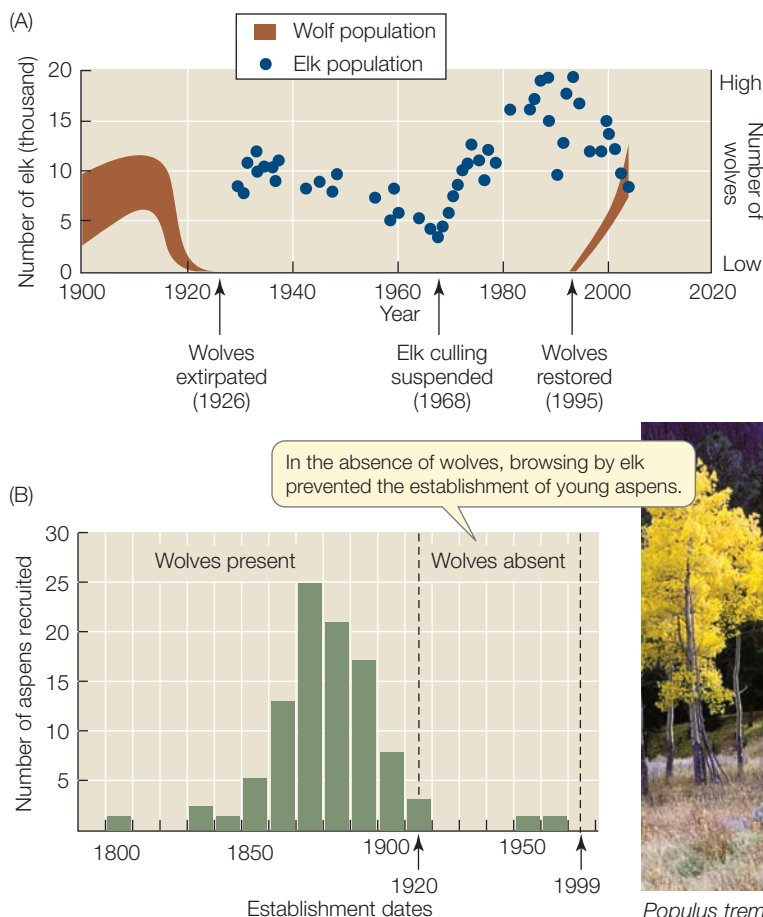 (A)
Wolf population
Elk population
Number of elk (thousand)
20
15
10
5
0
High
Number of
wolves
Low
1900
1920
1940
1960
1980
2000
2020
Year
Wolves
extirpated
(1926)
Elk culling
suspended
(1968)
Wolves
restored
(1995)
In the absence of wolves, browsing by elk
prevented the establishment of young aspens.
(B)
Number of aspens recruited
30
25
20
15
10
5
Wolves present
Wolves absent
1800
1850
1900
1950
1920
1999
Establishment dates
Populus trem